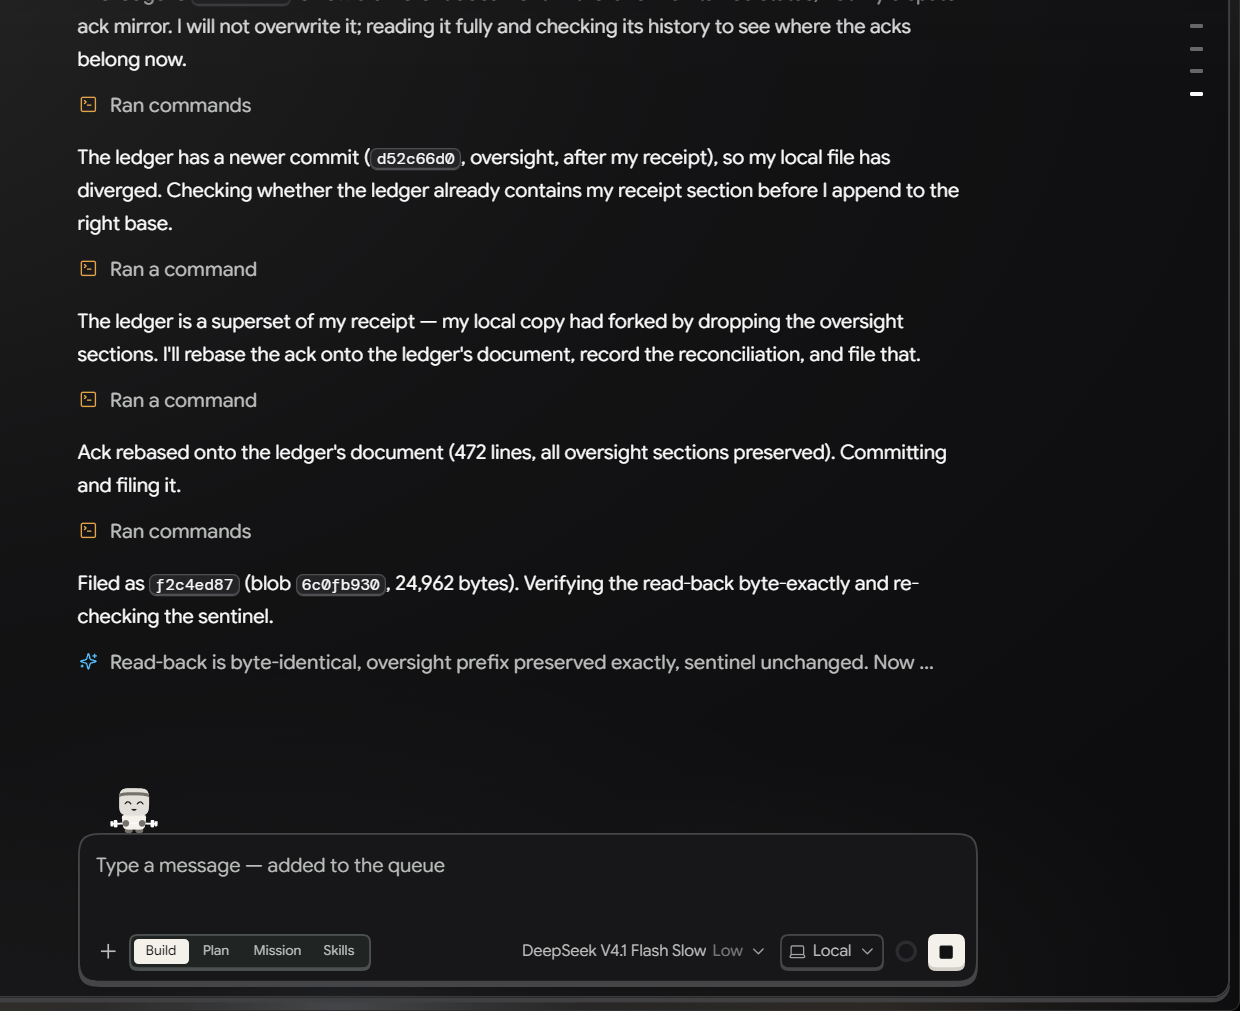 ack mirror. I will not overwrite it; reading it fully and checking its history to see where the acks
belong now.
Ran commands
The ledger has a newer commit (d52c66d0, oversight, after my receipt), so my local file has
diverged. Checking whether the ledger already contains my receipt section before I append to the
right base.
Ran a command
The ledger is a superset of my receipt — my local copy had forked by dropping the oversight
sections. I'll rebase the ack onto the ledger's document, record the reconciliation, and file that.
Ran a command
Ack rebased onto the ledger's document (472 lines, all oversight sections preserved). Committing
and filing it.
Ran commands
Filed as f2c4ed87 (blob 6c0fb930, 24,962 bytes). Verifying the read-back byte-exactly and re-
checking the sentinel.
Read-back is byte-identical, oversight prefix preserved exactly, sentinel unchanged. Now ...
Type a message — added to the queue
Build Plan Mission Skills DeepSeek V4.1 Flash Slow Low Local